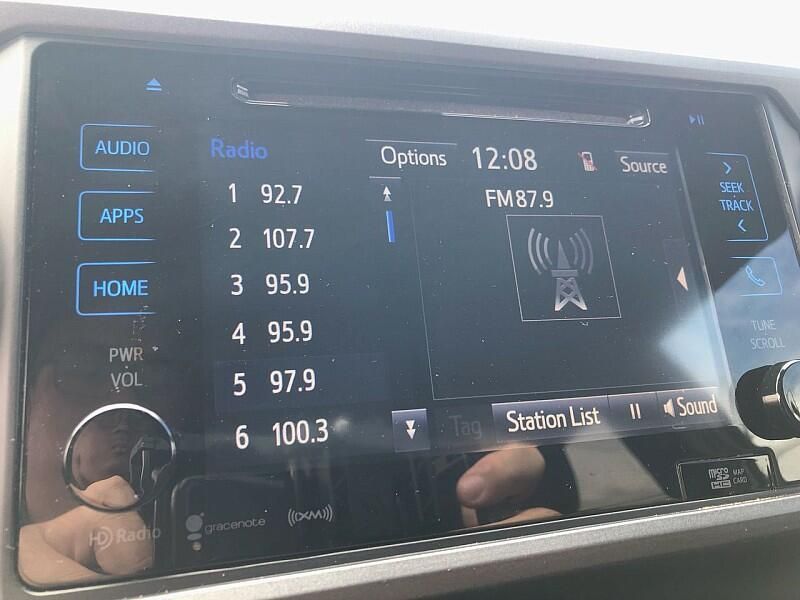 AUDIO
APPS
HOME
PWR
VOL
Radio
Options
12:08
Source
1 92.7
2 107.7
3 95.9
4 95.9
5 97.9
6 100.3
FM 87.9
Tag
Station List
Sound
SEEK
TRACK
TUNE
SCROLL
HD Radio
gracenote
((XM))
micro
SD
HC
MAP
CARD